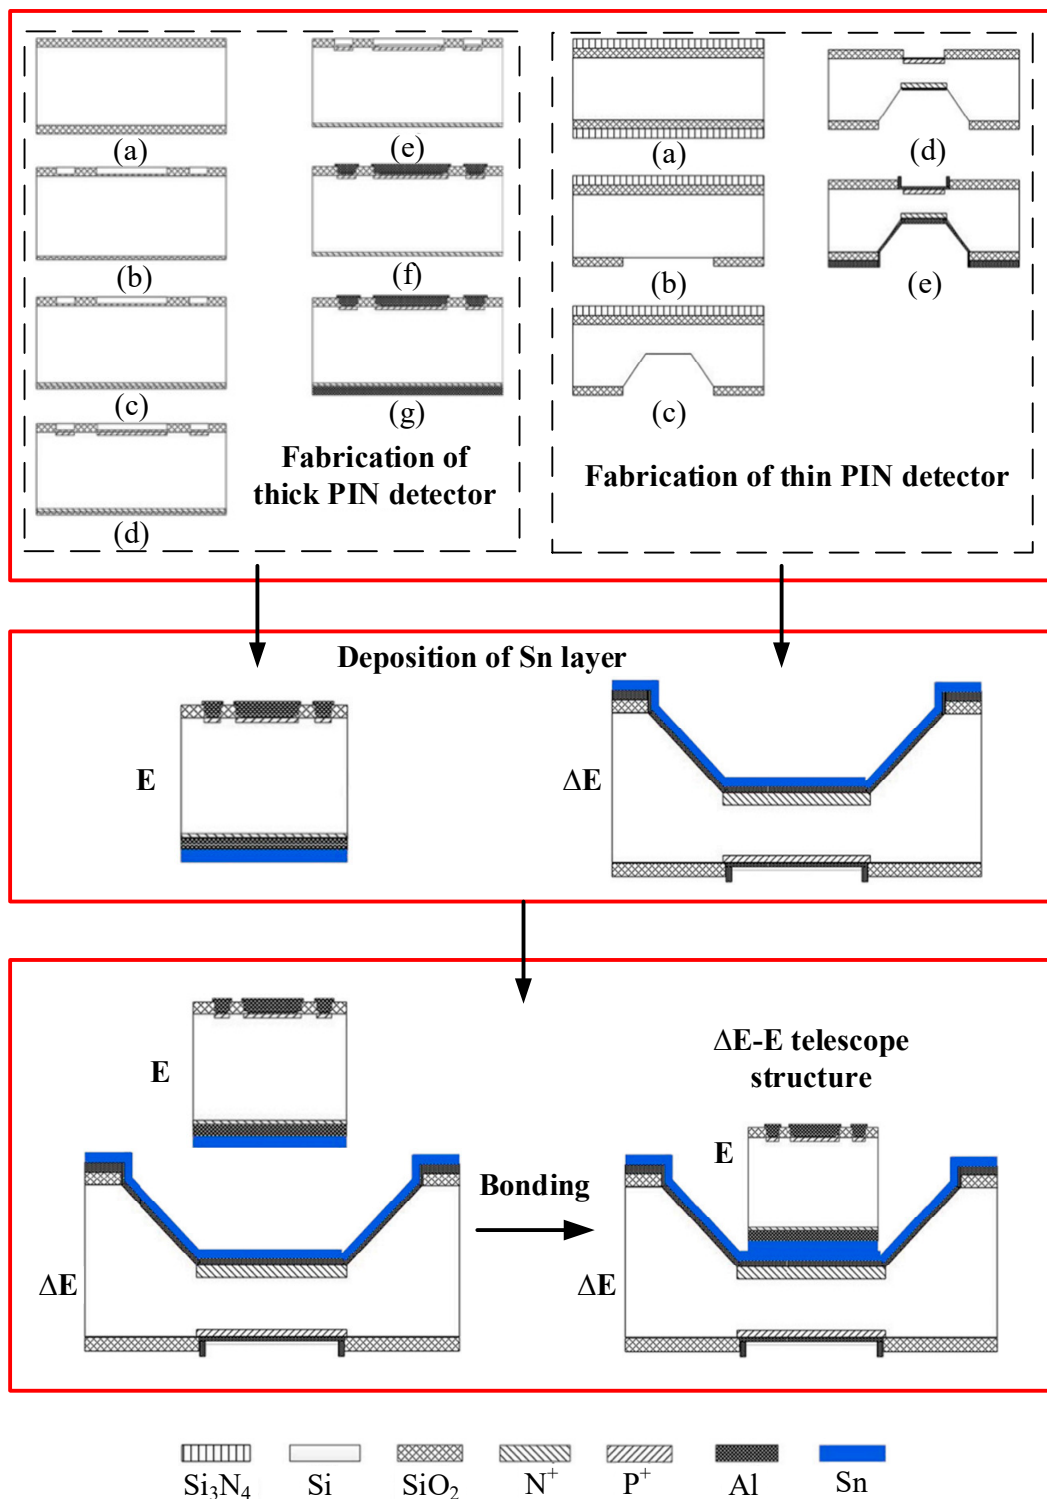 (a)
(b)
(c)
(d)
(e)
(f)
(g)
Fabrication of
thick PIN detector
(a)
(b)
(c)
(d)
(e)
Fabrication of thin PIN detector
Deposition of Sn layer
E
ΔE
E
ΔE
Bonding
ΔE-E telescope
structure
E
ΔE
Si₃N₄
Si
SiO₂
N⁺
P⁺
Al
Sn